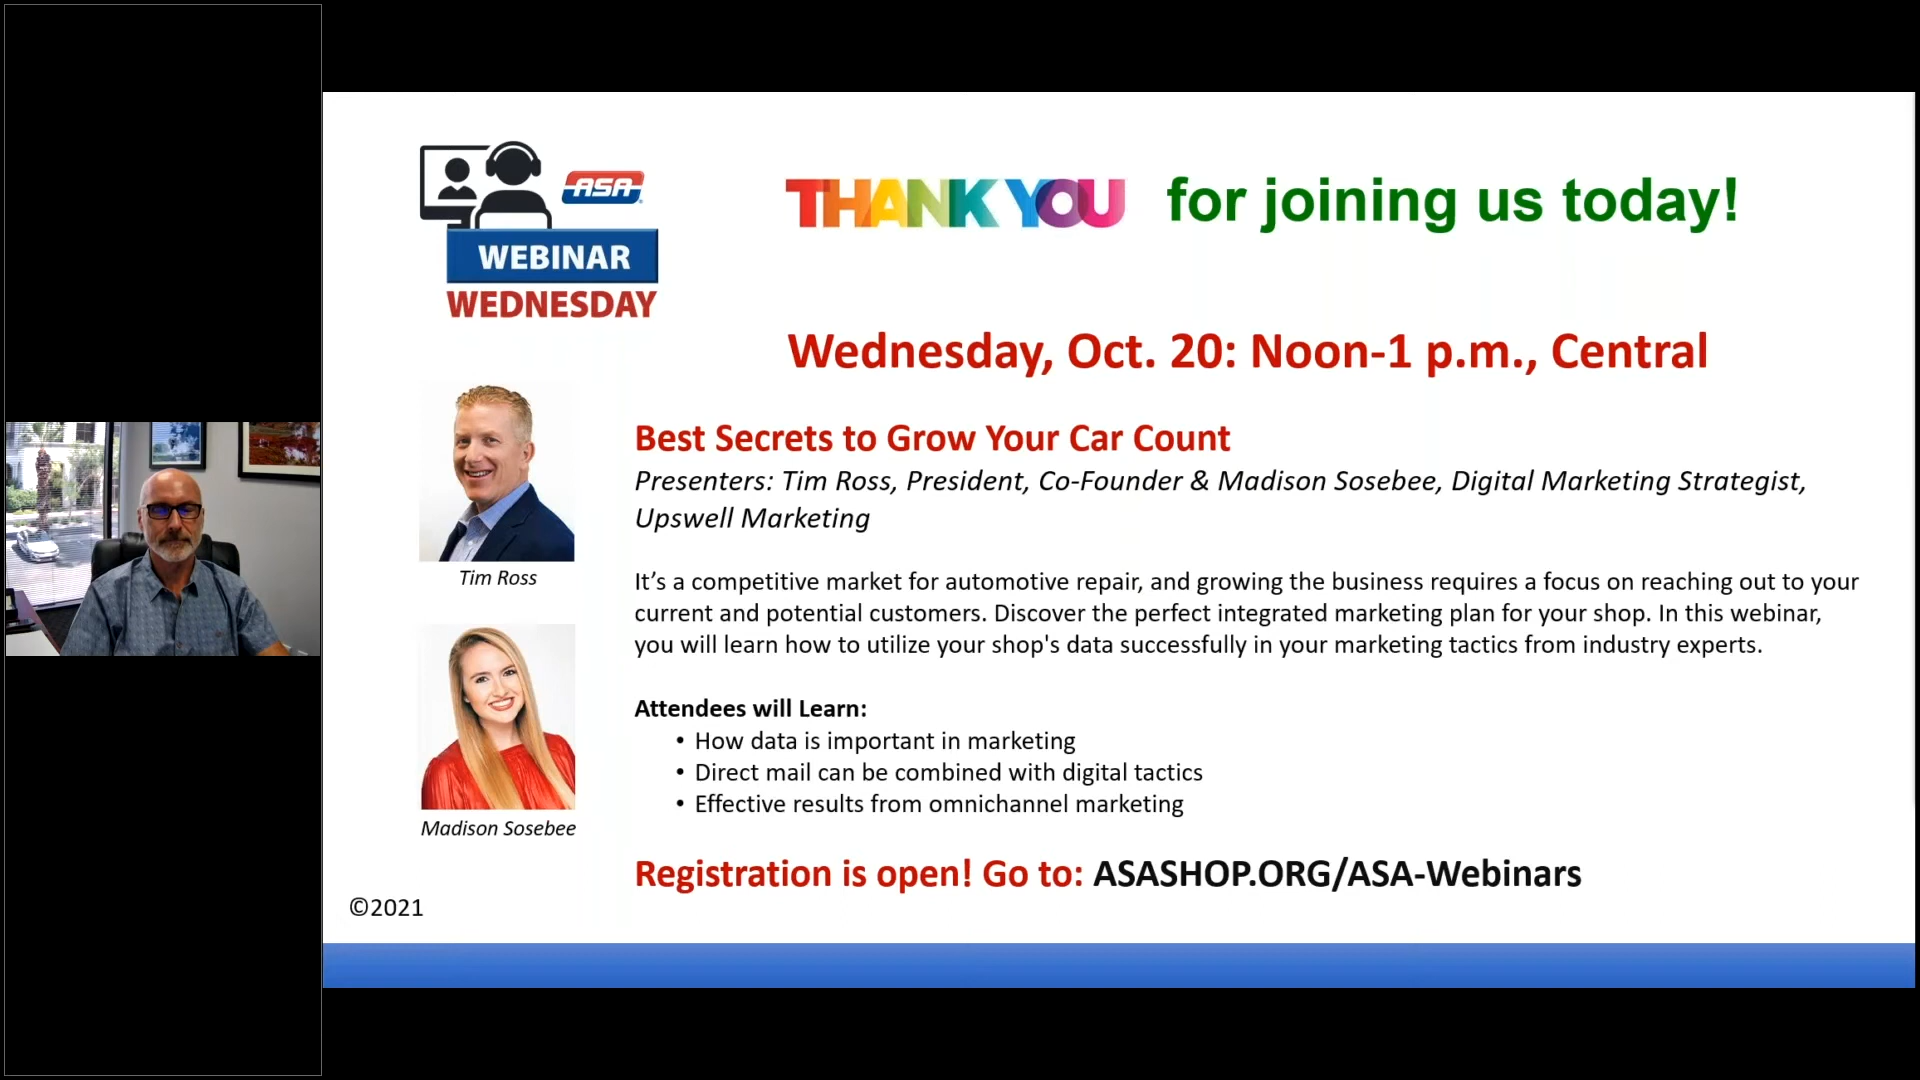 ASA
WEBINAR
WEDNESDAY
THANK YOU for joining us today!
Wednesday, Oct. 20: Noon-1 p.m., Central
Tim Ross
Madison Sosebee
Best Secrets to Grow Your Car Count
Presenters: Tim Ross, President, Co-Founder & Madison Sosebee, Digital Marketing Strategist,
Upswell Marketing
It’s a competitive market for automotive repair, and growing the business requires a focus on reaching out to your
current and potential customers. Discover the perfect integrated marketing plan for your shop. In this webinar,
you will learn how to utilize your shop's data successfully in your marketing tactics from industry experts.
Attendees will Learn:
• How data is important in marketing
• Direct mail can be combined with digital tactics
• Effective results from omnichannel marketing
Registration is open! Go to: ASASHOP.ORG/ASA-Webinars
©2021